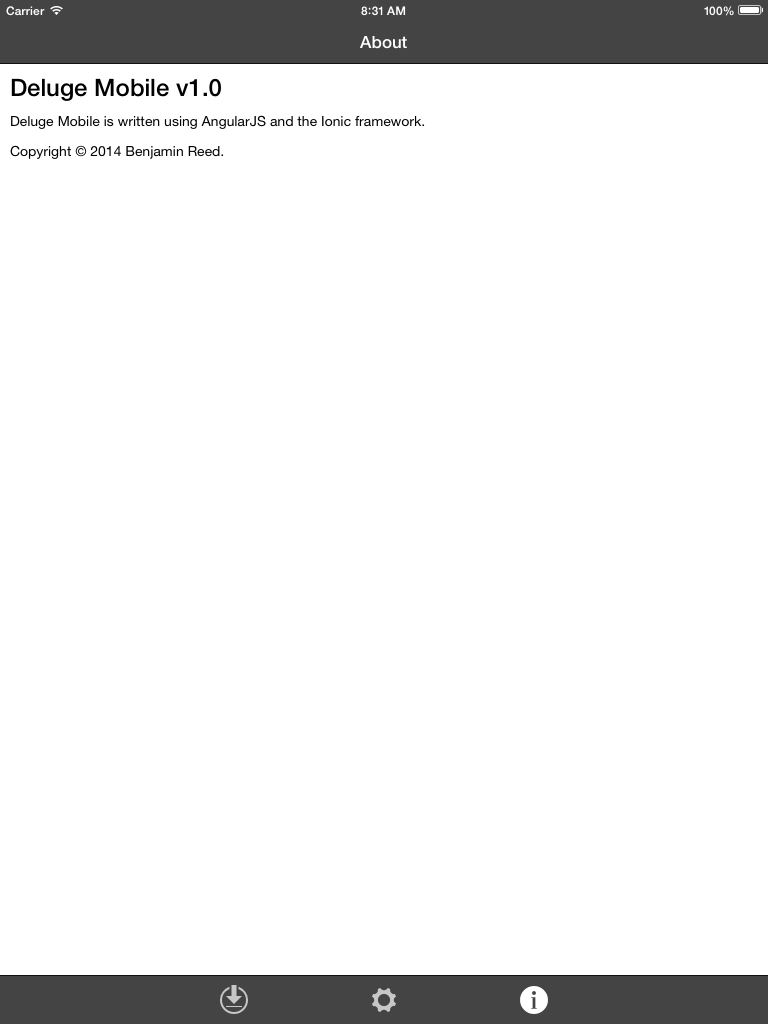 Carrier 8:31 AM 100%
About
Deluge Mobile v1.0
Deluge Mobile is written using AngularJS and the Ionic framework.
Copyright © 2014 Benjamin Reed.